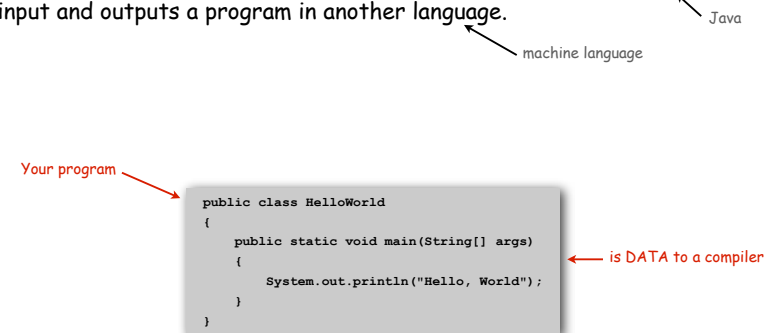 input and outputs a program in another language.
Java
machine language
Your program
public class HelloWorld
{
    public static void main(String[] args)
    {
        System.out.println("Hello, World");
    }
}
is DATA to a compiler